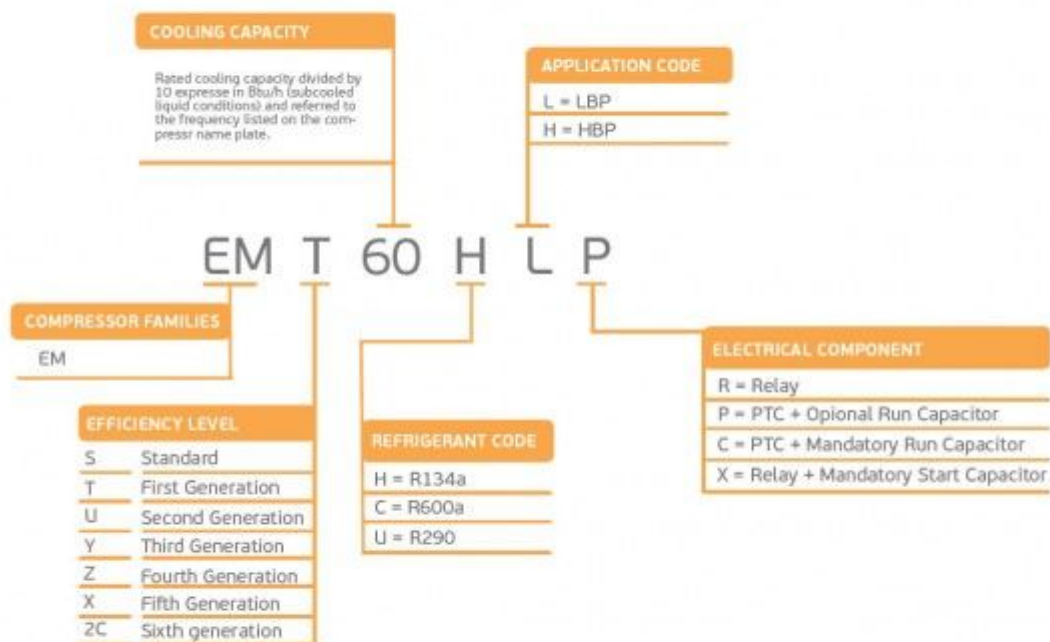 COOLING CAPACITY
Rated cooling capacity divided by
10 expresse in Btu/h (subcooled
liquid conditions) and referred to
the frequency listed on the com-
pressr name plate.
APPLICATION CODE
L = LBP
H = HBP
EM T 60 H L P
COMPRESSOR FAMILIES
EM
EFFICIENCY LEVEL
S Standard
T First Generation
U Second Generation
Y Third Generation
Z Fourth Generation
X Fifth Generation
2C Sixth generation
REFRIGERANT CODE
H = R134a
C = R600a
U = R290
ELECTRICAL COMPONENT
R = Relay
P = PTC + Opional Run Capacitor
C = PTC + Mandatory Run Capacitor
X = Relay + Mandatory Start Capacitor